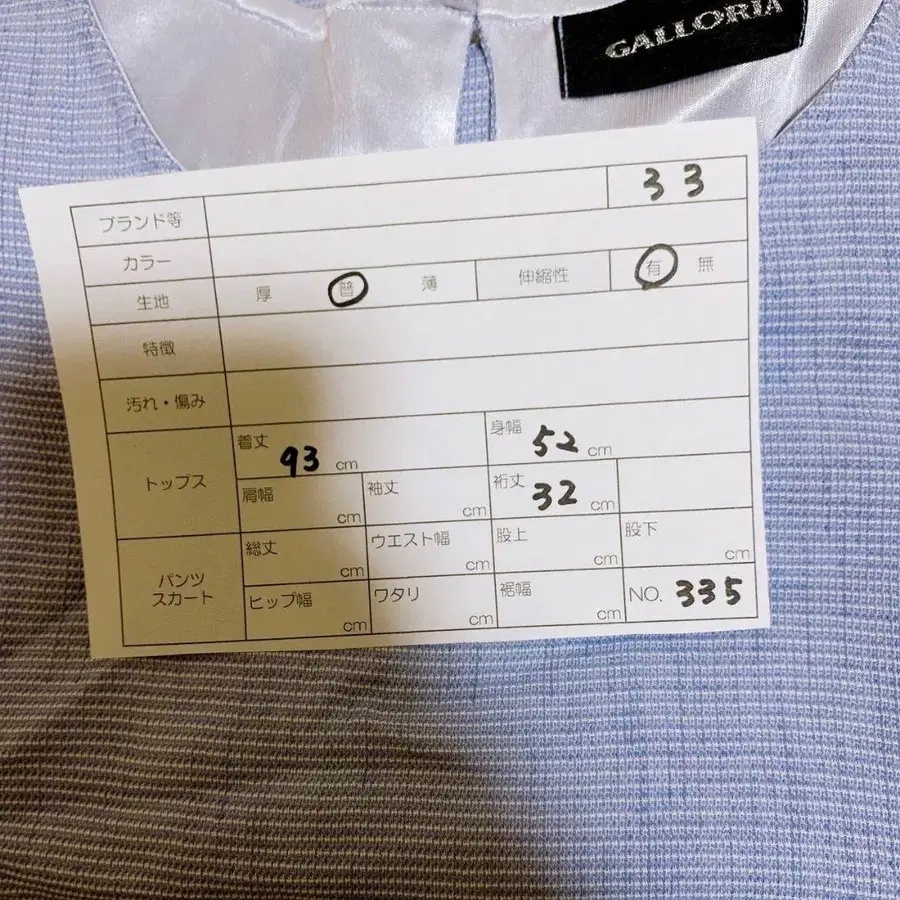 GALLORIA
ブランド等 33
カラー
生地 厚 普 薄 伸縮性 有 無
特徴
汚れ・傷み
トップス
着丈 93 cm 身幅 52 cm
肩幅 cm 袖丈 cm 裄丈 32 cm
パンツ
スカート
総丈 cm ウエスト幅 cm 股上 cm 股下 cm
ヒップ幅 cm ワタリ cm 裾幅 cm NO. 335